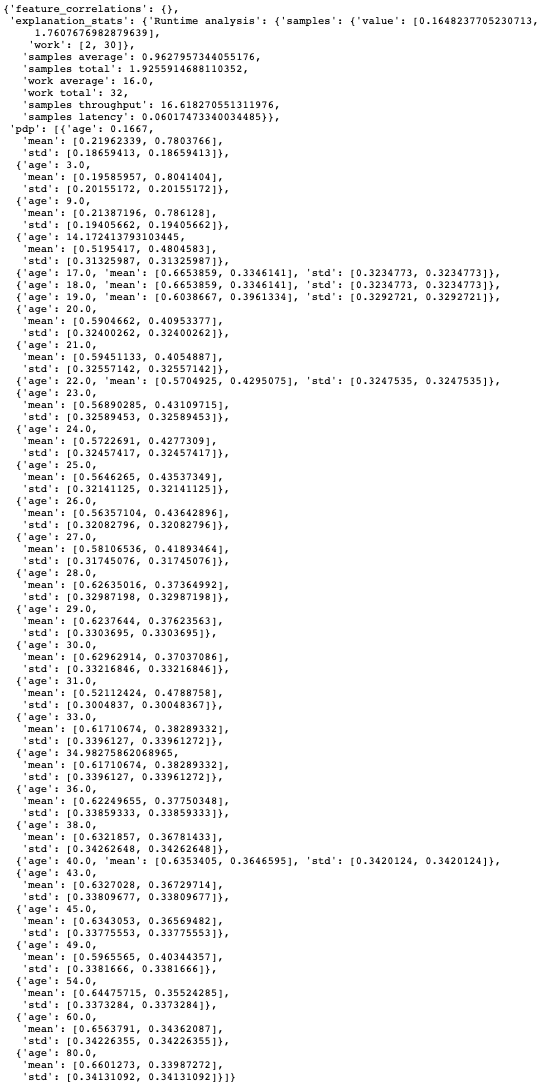 {'feature_correlations': {},
'explanation_stats': {'Runtime analysis': {'samples': {'value': [0.1648237705230713,
1.7607676982879639],
'work': [2, 30]},
'samples average': 0.9627957344055176,
'samples total': 1.9255914688110352,
'work average': 16.0,
'work total': 32,
'samples throughput': 16.618270551311976,
'samples latency': 0.06017473340034485}},
'pdp': [{'age': 0.1667,
'mean': [0.21962339, 0.7803766],
'std': [0.18659413, 0.18659413]},
{'age': 3.0,
'mean': [0.19585957, 0.8041404],
'std': [0.20155172, 0.20155172]},
{'age': 9.0,
'mean': [0.21387196, 0.786128],
'std': [0.19405662, 0.19405662]},
{'age': 14.172413793103445,
'mean': [0.5195417, 0.4804583],
'std': [0.31325987, 0.31325987]},
{'age': 17.0, 'mean': [0.6653859, 0.3346141], 'std': [0.3234773, 0.3234773]},
{'age': 18.0, 'mean': [0.6653859, 0.3346141], 'std': [0.3234773, 0.3234773]},
{'age': 19.0, 'mean': [0.6038667, 0.3961334], 'std': [0.3292721, 0.3292721]},
{'age': 20.0,
'mean': [0.5904662, 0.40953377],
'std': [0.32400262, 0.32400262]},
{'age': 21.0,
'mean': [0.59451133, 0.4054887],
'std': [0.32557142, 0.32557142]},
{'age': 22.0, 'mean': [0.5704925, 0.4295075], 'std': [0.3247535, 0.3247535]},
{'age': 23.0,
'mean': [0.56890285, 0.43109715],
'std': [0.32589453, 0.32589453]},
{'age': 24.0,
'mean': [0.5722691, 0.4277309],
'std': [0.32457417, 0.32457417]},
{'age': 25.0,
'mean': [0.5646265, 0.43537349],
'std': [0.32141125, 0.32141125]},
{'age': 26.0,
'mean': [0.56357104, 0.43642896],
'std': [0.32082796, 0.32082796]},
{'age': 27.0,
'mean': [0.58106536, 0.41893464],
'std': [0.31745076, 0.31745076]},
{'age': 28.0,
'mean': [0.62635016, 0.37364992],
'std': [0.32987198, 0.32987198]},
{'age': 29.0,
'mean': [0.6237644, 0.37623563],
'std': [0.3303695, 0.3303695]},
{'age': 30.0,
'mean': [0.62962914, 0.37037086],
'std': [0.33216846, 0.33216846]},
{'age': 31.0,
'mean': [0.52112424, 0.4788758],
'std': [0.3004837, 0.30048367]},
{'age': 33.0,
'mean': [0.61710674, 0.38289332],
'std': [0.3396127, 0.33961272]},
{'age': 34.98275862068965,
'mean': [0.61710674, 0.38289332],
'std': [0.3396127, 0.33961272]},
{'age': 36.0,
'mean': [0.62249655, 0.37750348],
'std': [0.33859333, 0.33859333]},
{'age': 38.0,
'mean': [0.6321857, 0.36781433],
'std': [0.34262648, 0.34262648]},
{'age': 40.0, 'mean': [0.6353405, 0.3646595], 'std': [0.3420124, 0.3420124]},
{'age': 43.0,
'mean': [0.6327028, 0.36729714],
'std': [0.33809677, 0.33809677]},
{'age': 45.0,
'mean': [0.6343053, 0.36569482],
'std': [0.33775553, 0.33775553]},
{'age': 49.0,
'mean': [0.5965565, 0.40344357],
'std': [0.3381666, 0.3381666]},
{'age': 54.0,
'mean': [0.64475715, 0.35524285],
'std': [0.3373284, 0.3373284]},
{'age': 60.0,
'mean': [0.6563791, 0.34362087],
'std': [0.34226355, 0.34226355]},
{'age': 80.0,
'mean': [0.6601273, 0.33987272],
'std': [0.34131092, 0.34131092]}]}